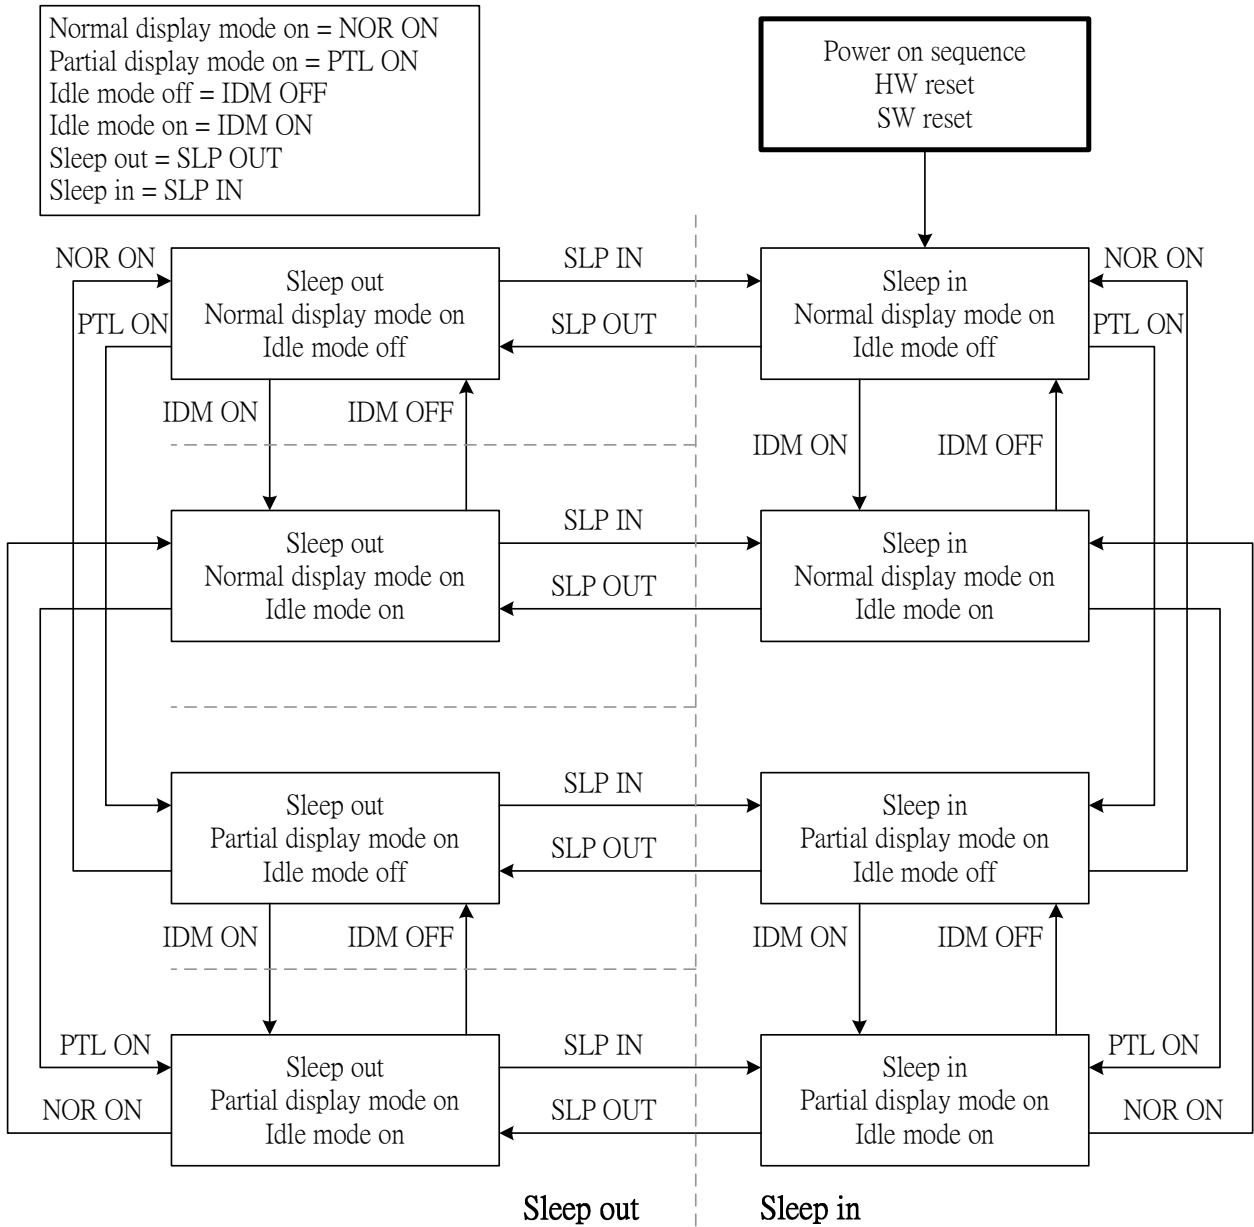 Normal display mode on = NOR ON
Partial display mode on = PTL ON
Idle mode off = IDM OFF
Idle mode on = IDM ON
Sleep out = SLP OUT
Sleep in = SLP IN
Power on sequence
HW reset
SW reset
NOR ON
SLP IN
NOR ON
Sleep out
Normal display mode on
Idle mode off
Sleep in
Normal display mode on
Idle mode off
PTL ON
SLP OUT
PTL ON
IDM ON
IDM OFF
IDM ON
IDM OFF
SLP IN
Sleep out
Normal display mode on
Idle mode on
Sleep in
Normal display mode on
Idle mode on
SLP OUT
SLP IN
Sleep out
Partial display mode on
Idle mode off
Sleep in
Partial display mode on
Idle mode off
SLP OUT
IDM ON
IDM OFF
IDM ON
IDM OFF
PTL ON
SLP IN
PTL ON
Sleep out
Partial display mode on
Idle mode on
Sleep in
Partial display mode on
Idle mode on
NOR ON
SLP OUT
NOR ON
Sleep out
Sleep in